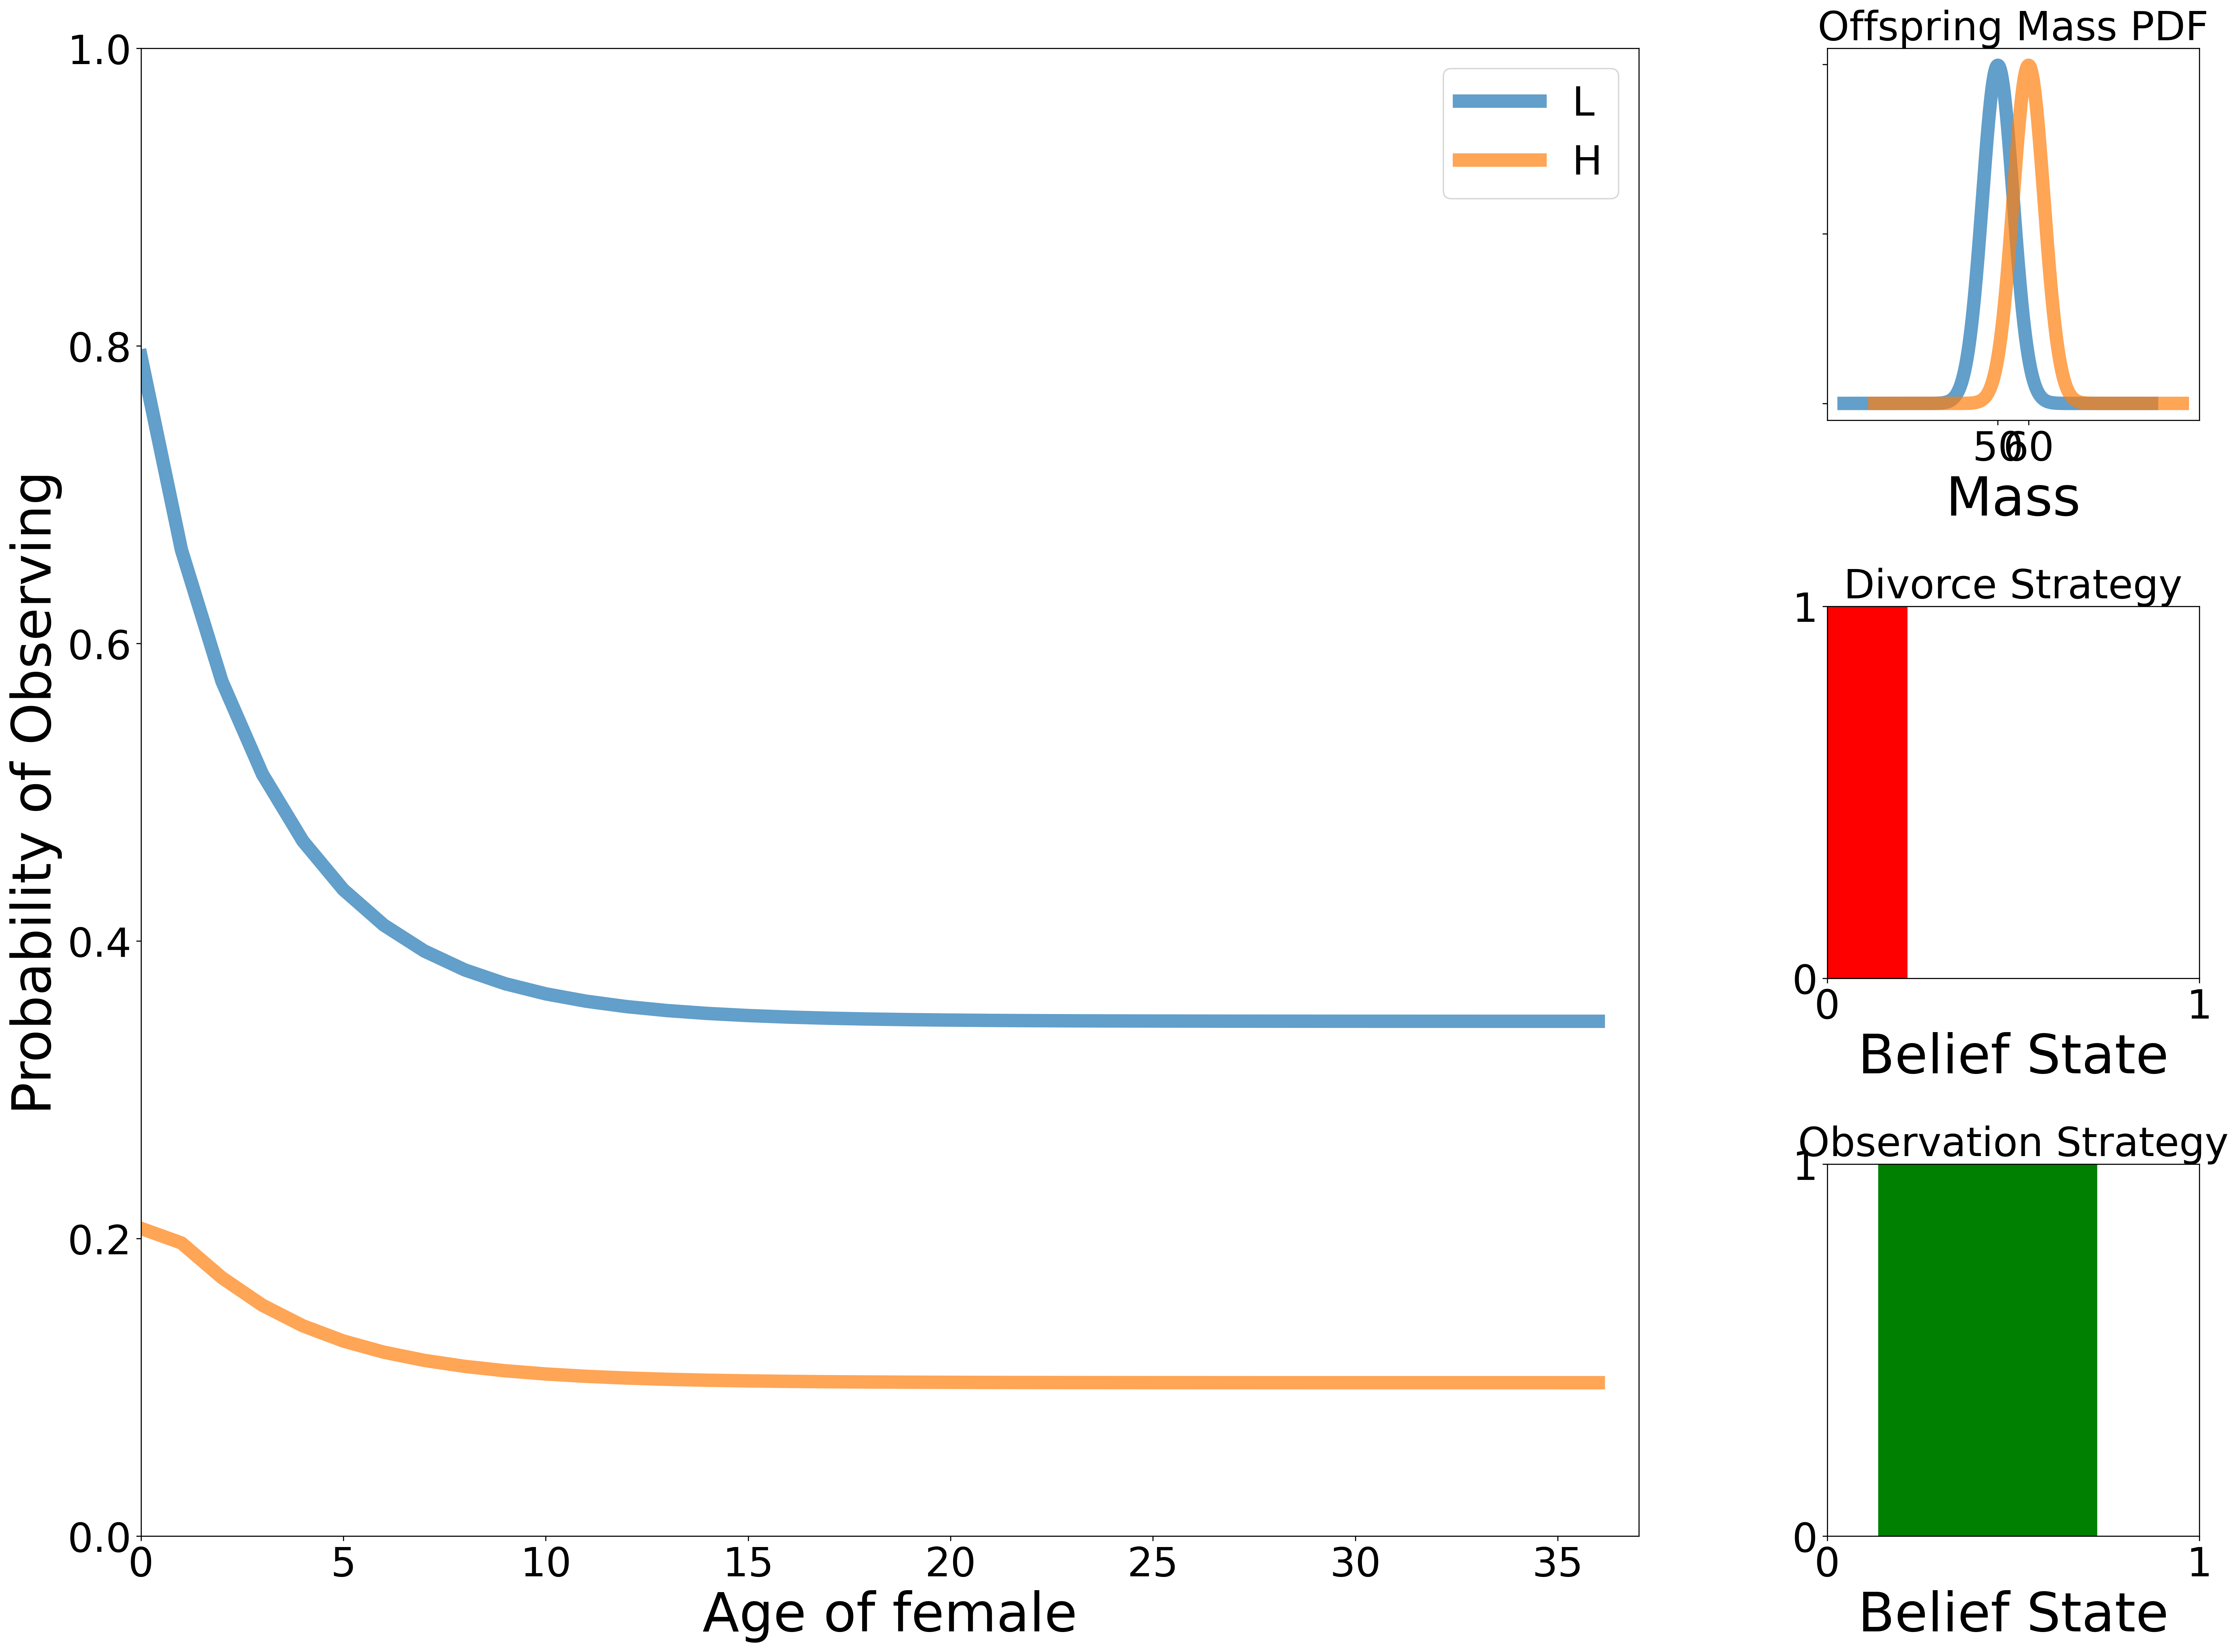 Probability of Observing
1.0
0.8
0.6
0.4
0.2
0.0
0 5 10 15 20 25 30 35
Age of female
L
H
Offspring Mass PDF
50 60
Mass
Divorce Strategy
1
0
0 1
Belief State
Observation Strategy
1
0
0 1
Belief State